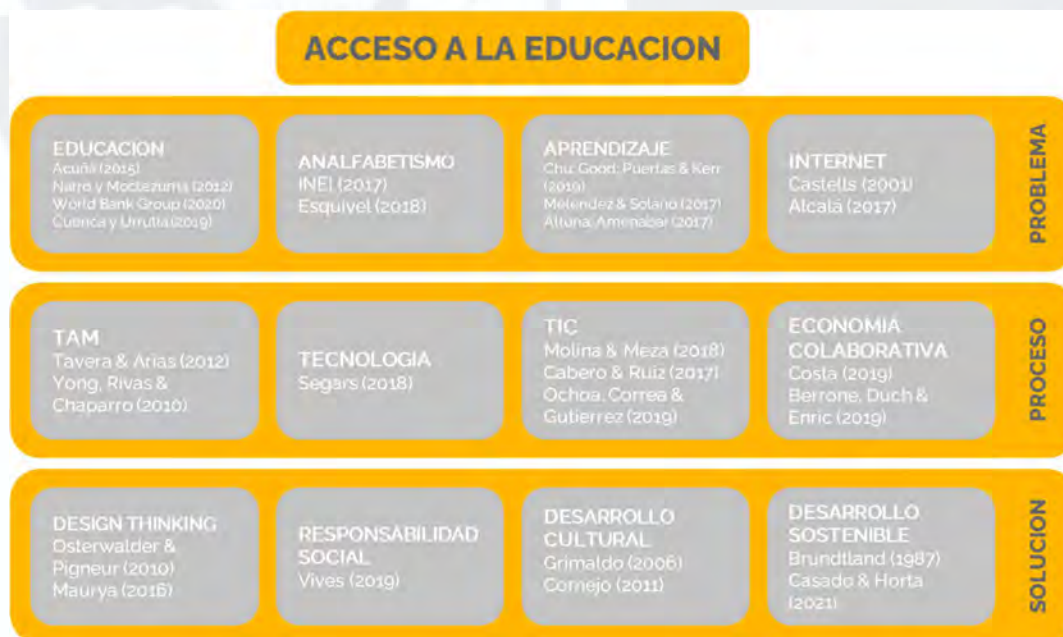 ACCESO A LA EDUCACION
EDUCACION
Acuña (2015)
Narro y Moctezuma (2012)
World Bank Group (2020)
Cuenca y Urrutia (2019)
ANALFABETISMO
INEI (2017)
Esquivel (2018)
APRENDIZAJE
Chu; Good; Puertas & Kerr
(2019)
Meléndez & Solano (2017)
Altuna; Amenabar (2017)
INTERNET
Castells (2001)
Alcalá (2017)
PROBLEMA
TAM
Tavera & Arias (2012)
Yong, Rivas &
Chaparro (2010)
TECNOLOGIA
Segars (2018)
TIC
Molina & Meza (2018)
Cabero & Ruiz (2017)
Ochoa, Correa &
Gutierrez (2019)
ECONOMIA
COLABORATIVA
Costa (2019)
Berrone, Duch &
Enric (2019)
PROCESO
DESIGN THINKING
Osterwalder &
Pigneur (2010)
Maurya (2016)
RESPONSABILIDAD
SOCIAL
Vives (2019)
DESARROLLO
CULTURAL
Grimaldo (2006)
Cornejo (2011)
DESARROLLO
SOSTENIBLE
Brundtland (1987)
Casado & Horta
(2021)
SOLUCION